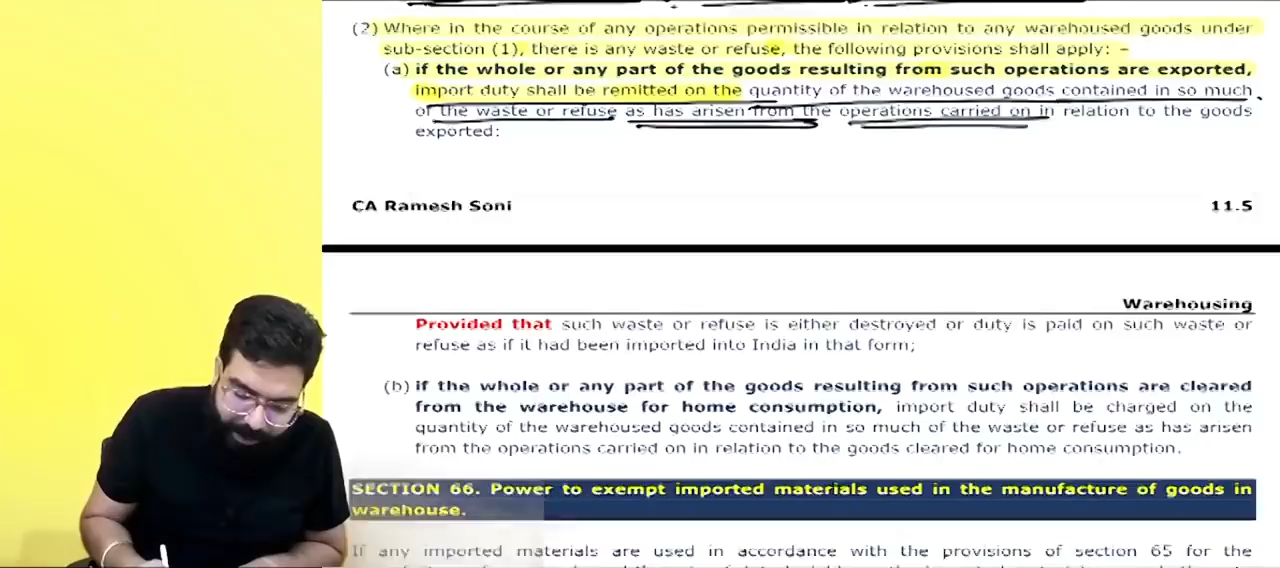 (2) Where in the course of any operations permissible in relation to any warehoused goods under
sub-section (1), there is any waste or refuse, the following provisions shall apply: –
(a) if the whole or any part of the goods resulting from such operations are exported,
import duty shall be remitted on the quantity of the warehoused goods contained in so much
of the waste or refuse as has arisen from the operations carried on in relation to the goods
exported:
CA Ramesh Soni 11.5
Warehousing
Provided that such waste or refuse is either destroyed or duty is paid on such waste or
refuse as if it had been imported into India in that form;
(b) if the whole or any part of the goods resulting from such operations are cleared
from the warehouse for home consumption, import duty shall be charged on the
quantity of the warehoused goods contained in so much of the waste or refuse as has arisen
from the operations carried on in relation to the goods cleared for home consumption.
SECTION 66. Power to exempt imported materials used in the manufacture of goods in
warehouse.
If any imported materials are used in accordance with the provisions of section 65 for the